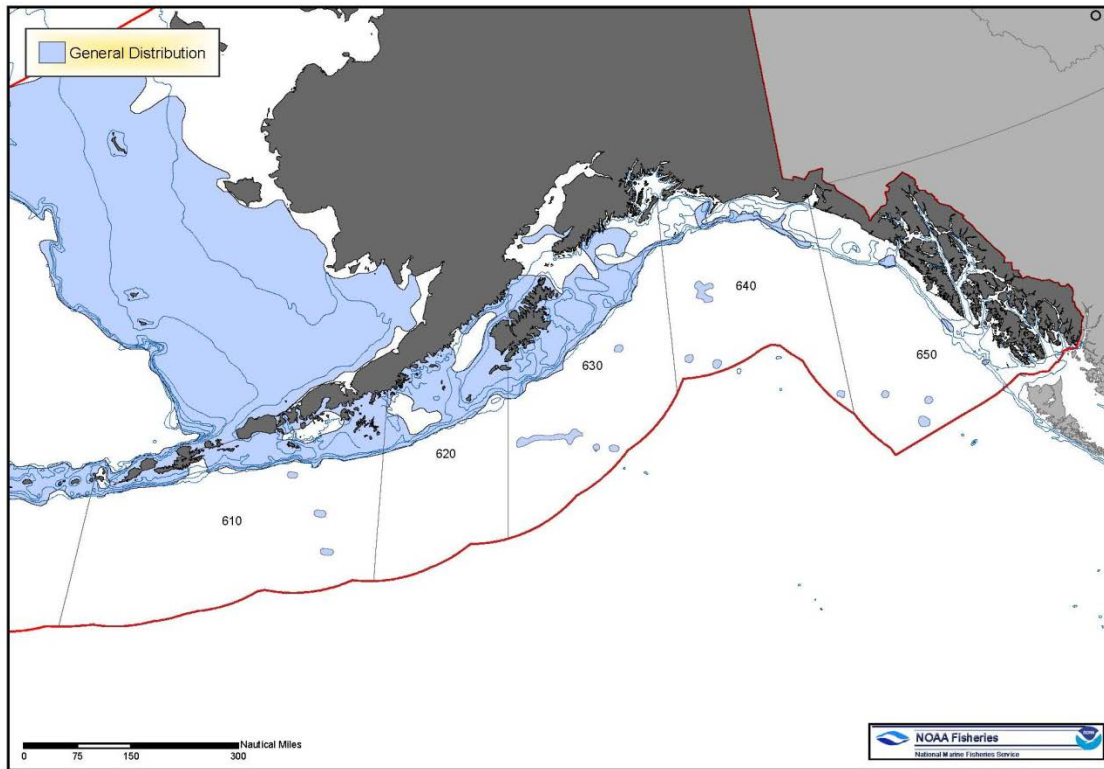 General Distribution
640
630
650
620
610
Nautical Miles
0 75 150 300
NOAA Fisheries
National Marine Fisheries Service